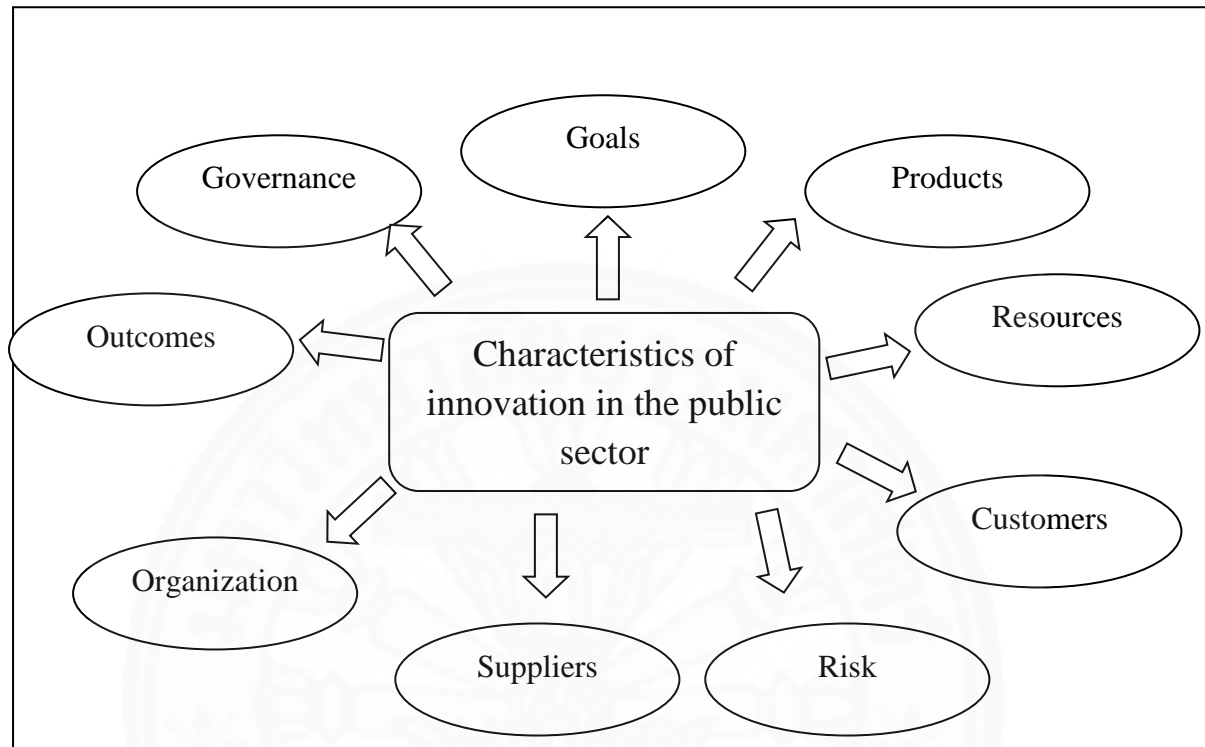 Goals
Governance
Products
Resources
Outcomes
Characteristics of
innovation in the public
sector
Customers
Organization
Suppliers
Risk